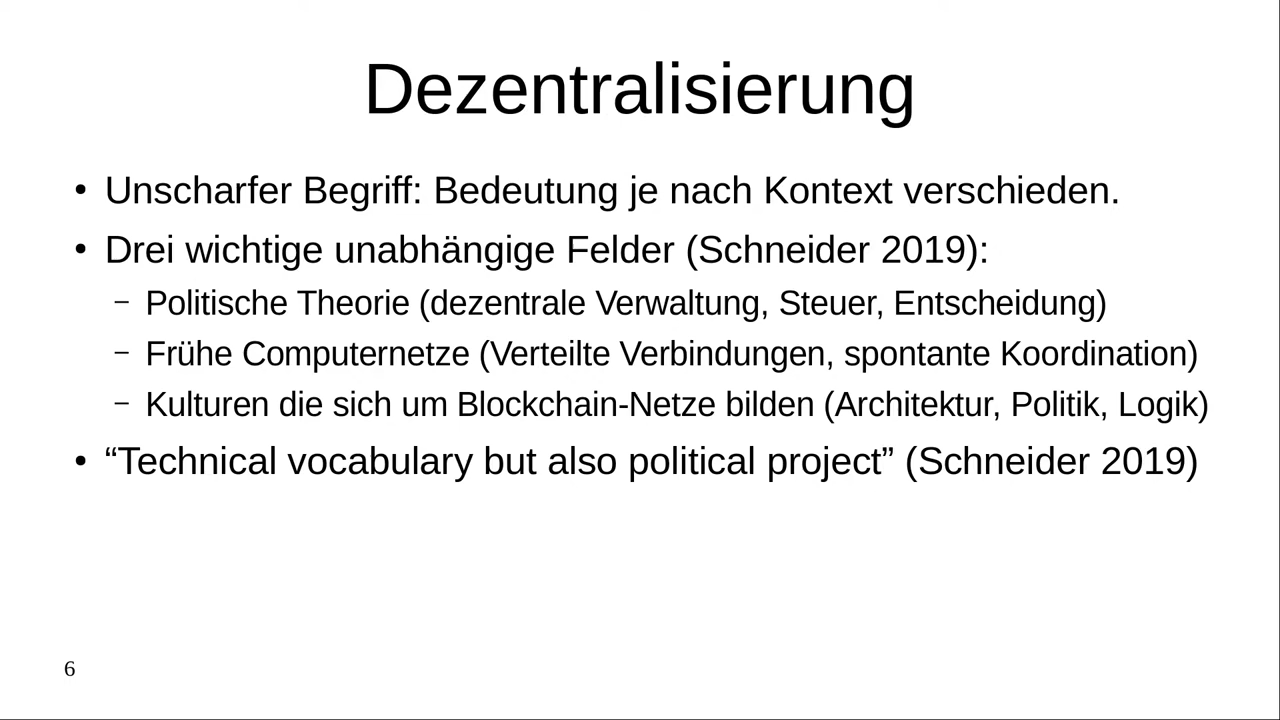 Dezentralisierung
• Unscharfer Begriff: Bedeutung je nach Kontext verschieden.
• Drei wichtige unabhängige Felder (Schneider 2019):
– Politische Theorie (dezentrale Verwaltung, Steuer, Entscheidung)
– Frühe Computernetze (Verteilte Verbindungen, spontante Koordination)
– Kulturen die sich um Blockchain-Netze bilden (Architektur, Politik, Logik)
• “Technical vocabulary but also political project” (Schneider 2019)
6